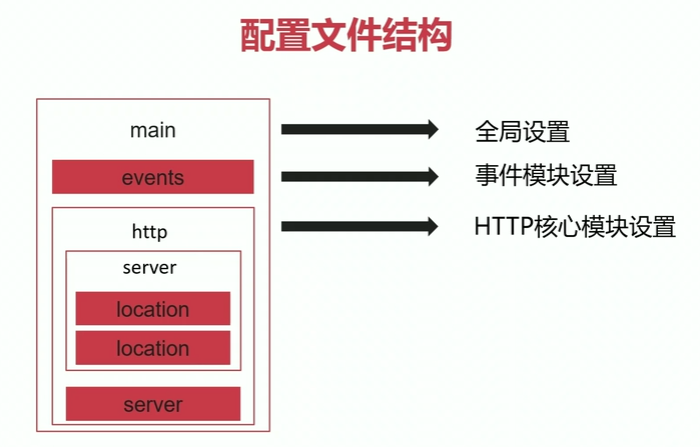 配置文件结构
main
全局设置
events
事件模块设置
http
HTTP核心模块设置
server
location
location
server